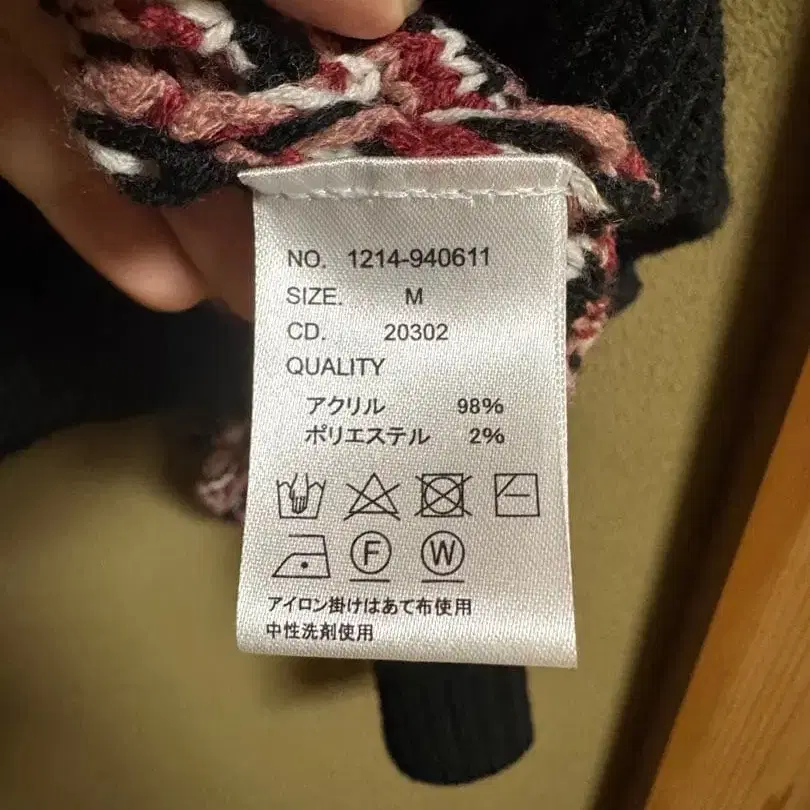 NO. 1214-940611
SIZE. M
CD. 20302
QUALITY
アクリル 98%
ポリエステル 2%
F W
アイロン掛けはあて布使用
中性洗剤使用